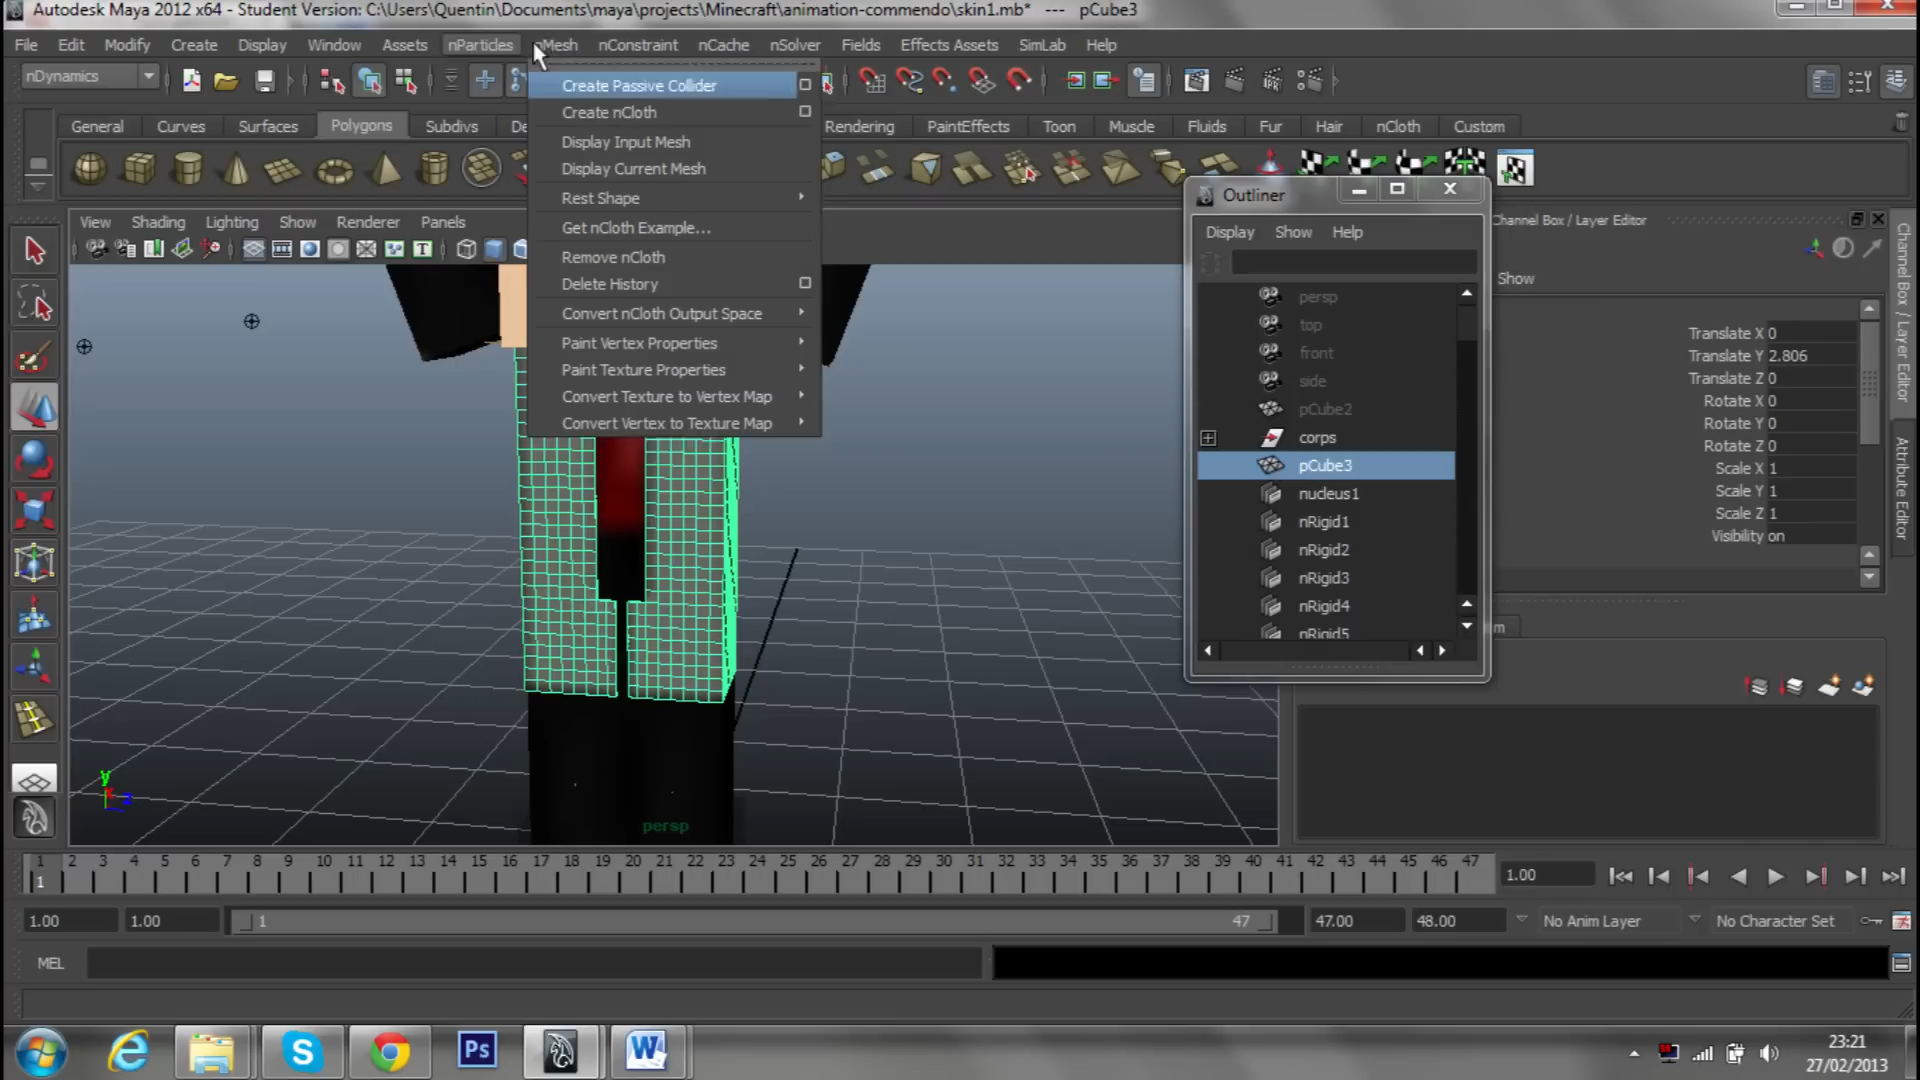 Autodesk Maya 2012 x64 - Student Version: C:\Users\Quentin\Documents\maya\projects\Minecraft\animation-commendo\skin1.mb* --- pCube3
File Edit Modify Create Display Window Assets nParticles nMesh nConstraint nCache nSolver Fields Effects Assets SimLab Help
nDynamics
Create Passive Collider
Create nCloth
Display Input Mesh
Display Current Mesh
Rest Shape
Get nCloth Example...
Remove nCloth
Delete History
Convert nCloth Output Space
Paint Vertex Properties
Paint Texture Properties
Convert Texture to Vertex Map
Convert Vertex to Texture Map
General Curves Surfaces Polygons Subdivs De Rendering PaintEffects Toon Muscle Fluids Fur Hair nCloth Custom
View Shading Lighting Show Renderer Panels
Outliner
Display Show Help
persp
top
front
side
pCube2
corps
pCube3
nucleus1
nRigid1
nRigid2
nRigid3
nRigid4
nRigid5
Channel Box / Layer Editor
Show
Translate X 0
Translate Y 2.806
Translate Z 0
Rotate X 0
Rotate Y 0
Rotate Z 0
Scale X 1
Scale Y 1
Scale Z 1
Visibility on
Channel Box / Layer Editor
Attribute Editor
y
z
persp
1 2 3 4 5 6 7 8 9 10 11 12 13 14 15 16 17 18 19 20 21 22 23 24 25 26 27 28 29 30 31 32 33 34 35 36 37 38 39 40 41 42 43 44 45 46 47
1
1.00
1.00 1.00 1 47 47.00 48.00 No Anim Layer No Character Set
MEL
Ps
23:21
27/02/2013